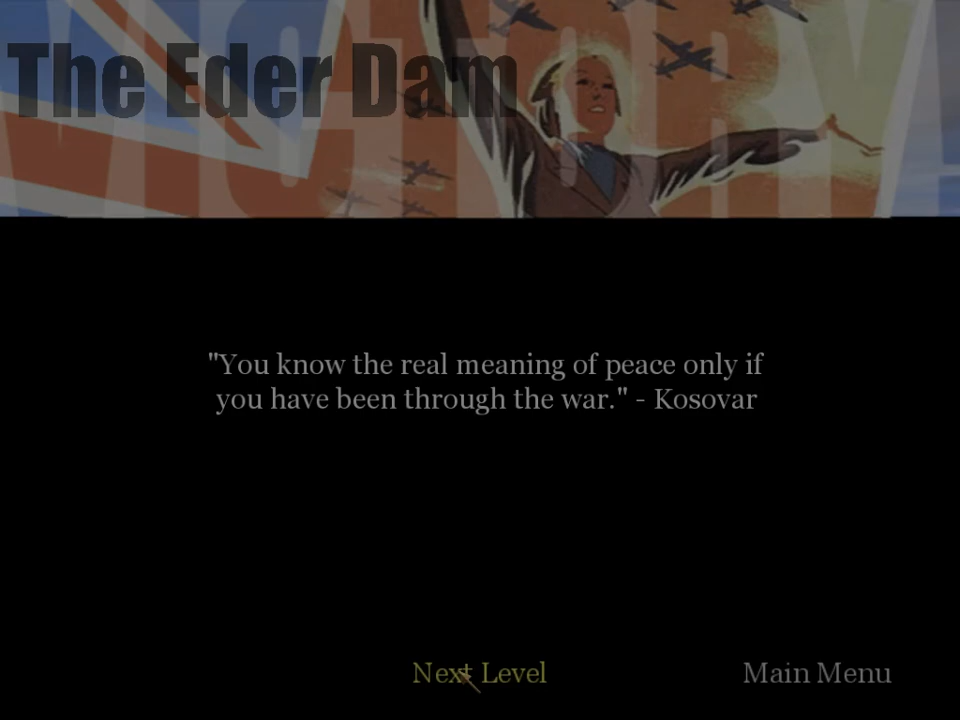 VICTORY
The Eder Dam
"You know the real meaning of peace only if
you have been through the war." - Kosovar
Next Level
Main Menu